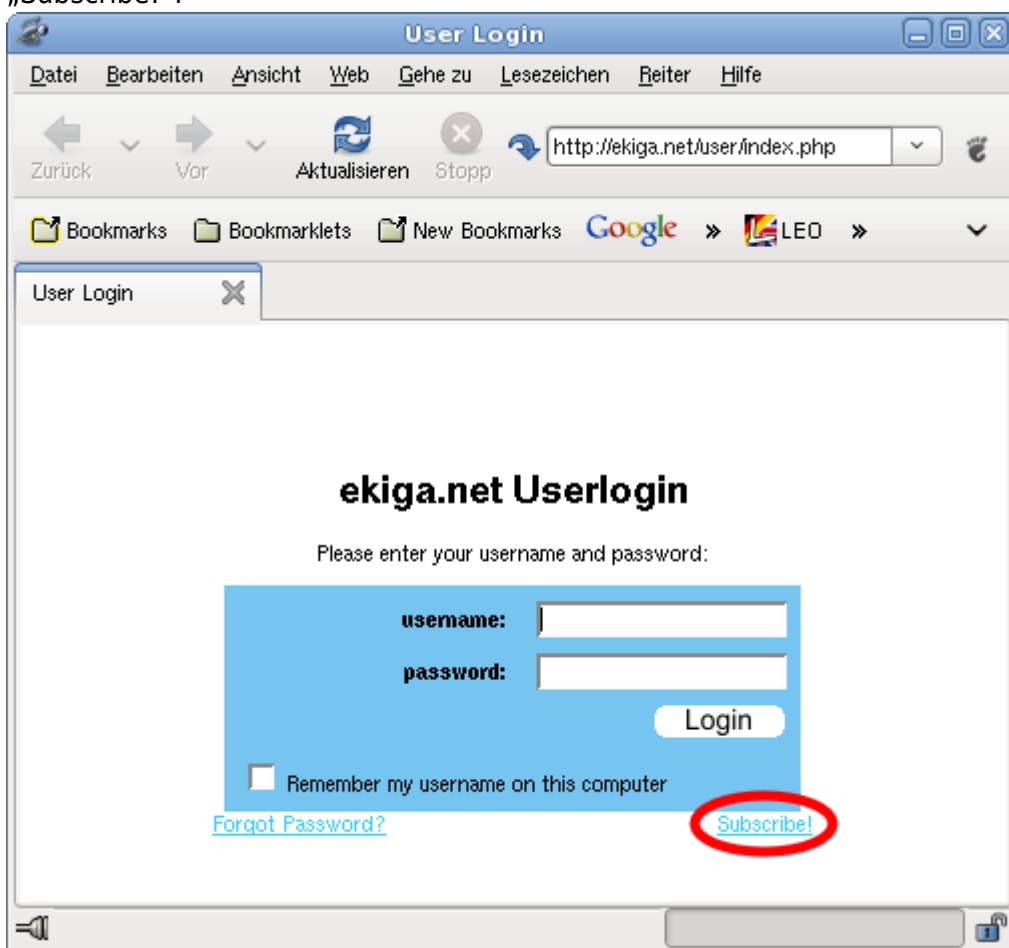 „Subscribe!“.
User Login
Datei Bearbeiten Ansicht Web Gehe zu Lesezeichen Reiter Hilfe
Zurück Vor Aktualisieren Stopp http://ekiga.net/user/index.php
Bookmarks Bookmarklets New Bookmarks Google » LEO »
User Login
ekiga.net Userlogin
Please enter your username and password:
username:
password:
Login
Remember my username on this computer
Forgot Password? Subscribe!